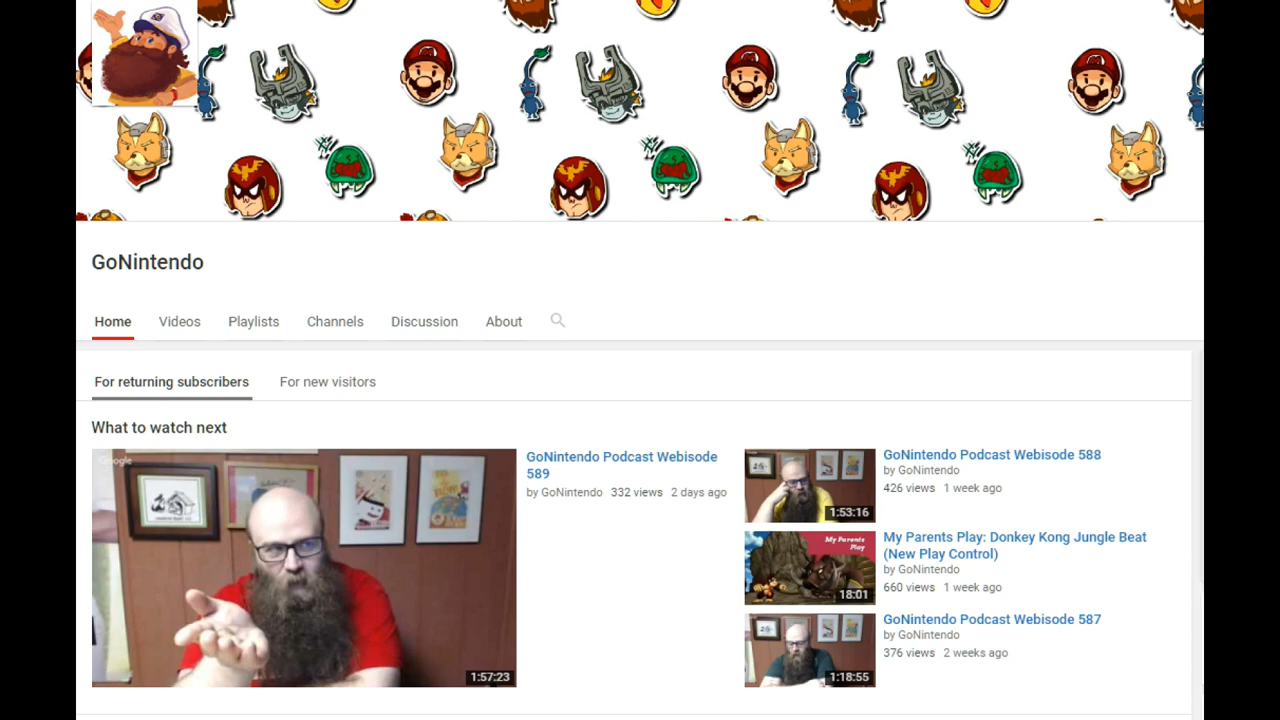 GoNintendo
Home Videos Playlists Channels Discussion About
For returning subscribers For new visitors
What to watch next
Google
1:57:23
GoNintendo Podcast Webisode
589
by GoNintendo 332 views 2 days ago
1:53:16
GoNintendo Podcast Webisode 588
by GoNintendo
426 views 1 week ago
My Parents
Play
18:01
My Parents Play: Donkey Kong Jungle Beat
(New Play Control)
by GoNintendo
660 views 1 week ago
1:18:55
GoNintendo Podcast Webisode 587
by GoNintendo
376 views 2 weeks ago